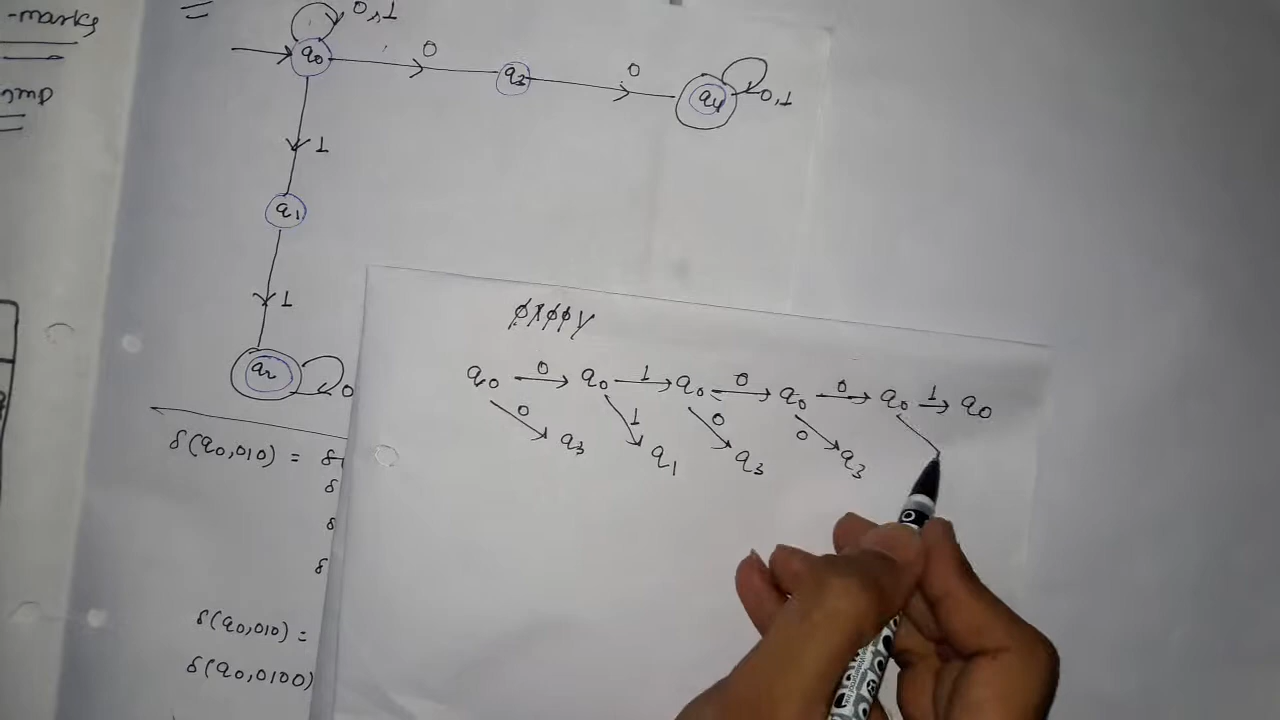 -marks
0,1
q0
0
q3
0
q4
0,1
1
q1
1
q2
0
01001
q0 0 q0 1 q0 0 q0 0 q0 1 q0
0 q3 1 q1 0 q3 0 q3
δ(q0,010) = δ
δ
δ
δ
δ(q0,010) =
δ(q0,0100)